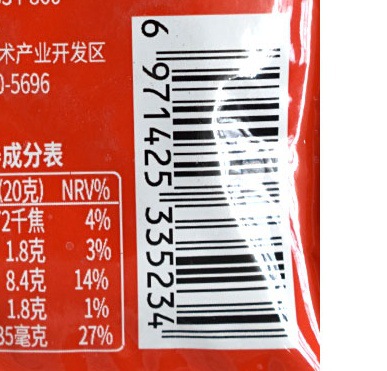 术产业开发区
0-5696
成分表
(20克) NRV%
2千焦 4%
1.8克 3%
8.4克 14%
1.8克 1%
35毫克 27%
6 971425 335234